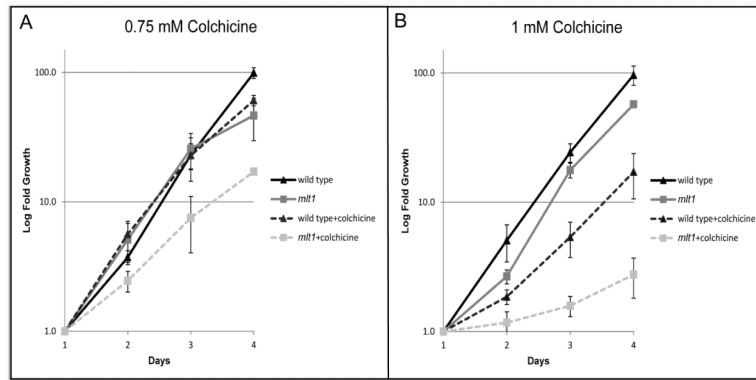 A
0.75 mM Colchicine
Log Fold Growth
100.0
10.0
1.0
1 2 3 4
Days
wild type
mlt1
wild type+colchicine
mlt1+colchicine
B
1 mM Colchicine
Log Fold Growth
100.0
10.0
1.0
1 2 3 4
Days
wild type
mlt1
wild type+colchicine
mlt1+colchicine